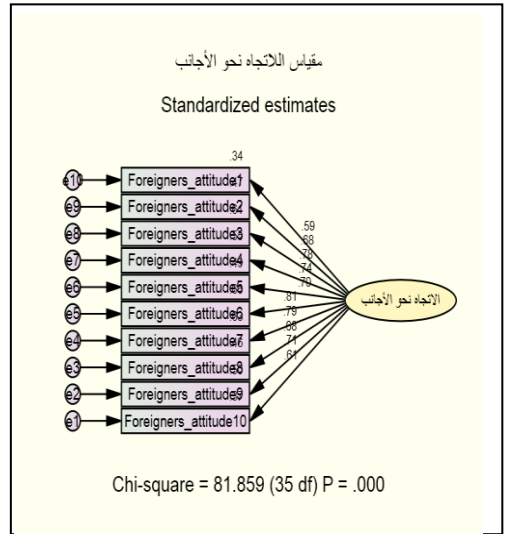 مقياس اللاتجاه نحو الأجانب
Standardized estimates
.34
e10 Foreigners_attitude1
.59
e9 Foreigners_attitude2
.68
e8 Foreigners_attitude3
.78
e7 Foreigners_attitude4
.74
e6 Foreigners_attitude5
.70
e5 Foreigners_attitude6
.81
e4 Foreigners_attitude7
.79
e3 Foreigners_attitude8
e2 Foreigners_attitude9
.71
e1 Foreigners_attitude10
.61
الاتجاه نحو الأجانب
Chi-square = 81.859 (35 df) P = .000